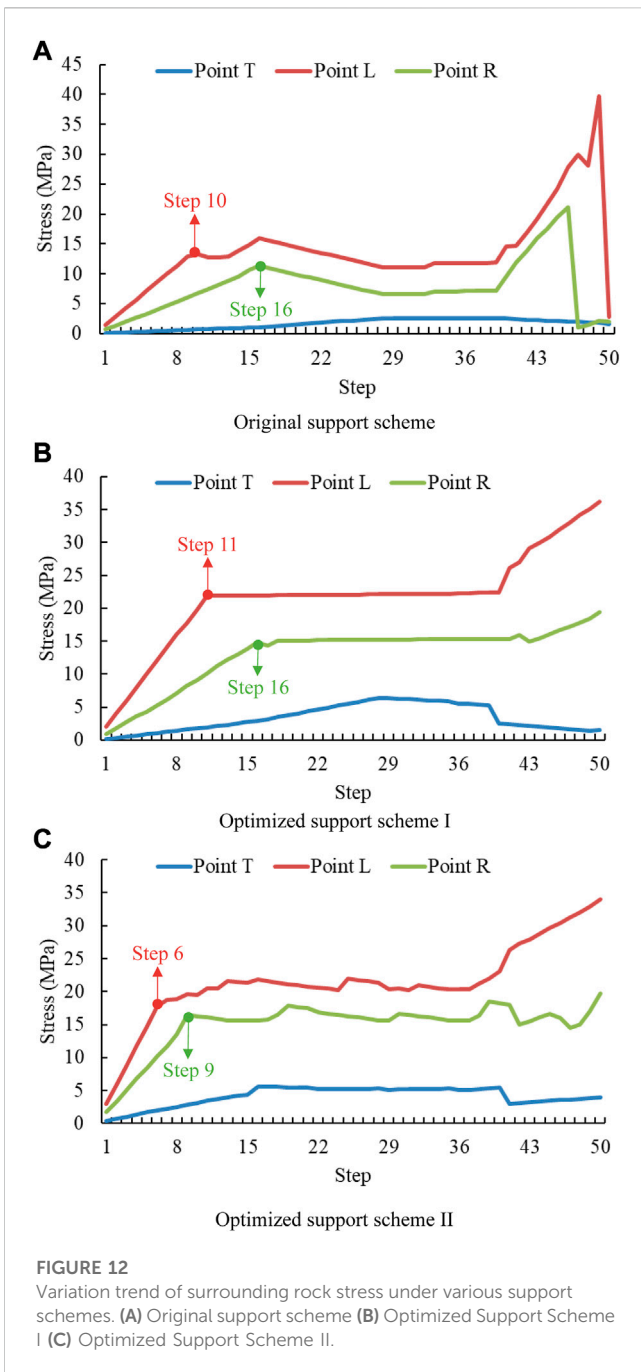 A
Point T Point L Point R
45
40
35
30
25
20
15
10
5
0
Stress (MPa)
Step 10
Step 16
1 8 15 22 29 36 43 50
Step
Original support scheme
B
Point T Point L Point R
40
35
30
25
20
15
10
5
0
Stress (MPa)
Step 11
Step 16
1 8 15 22 29 36 43 50
Step
Optimized support scheme I
C
Point T Point L Point R
40
35
30
25
20
15
10
5
0
Stress (MPa)
Step 6
Step 9
1 8 15 22 29 36 43 50
Step
Optimized support scheme II
FIGURE 12
Variation trend of surrounding rock stress under various support
schemes. (A) Original support scheme (B) Optimized Support Scheme
I (C) Optimized Support Scheme II.